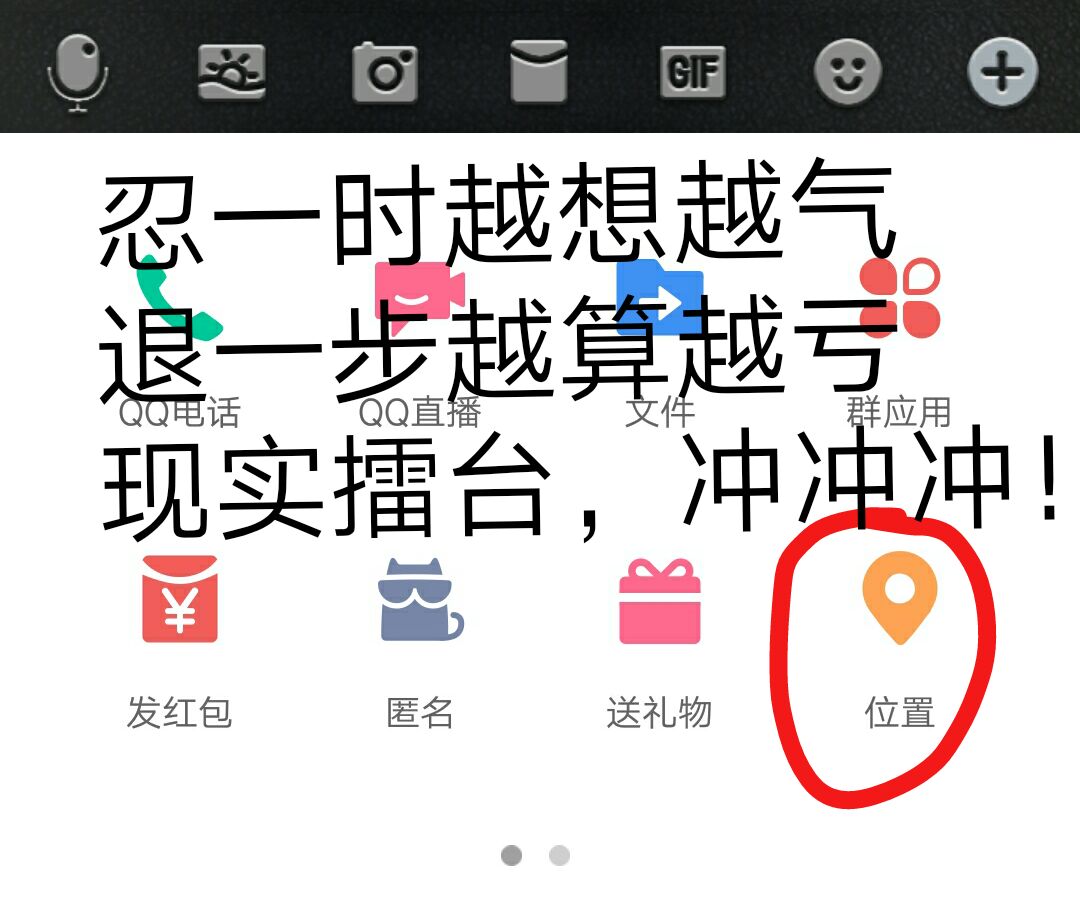 GIF
忍一时越想越气
退一步越算越亏
QQ电话 QQ直播 文件 群应用
现实擂台，冲冲冲！
发红包 匿名 送礼物 位置